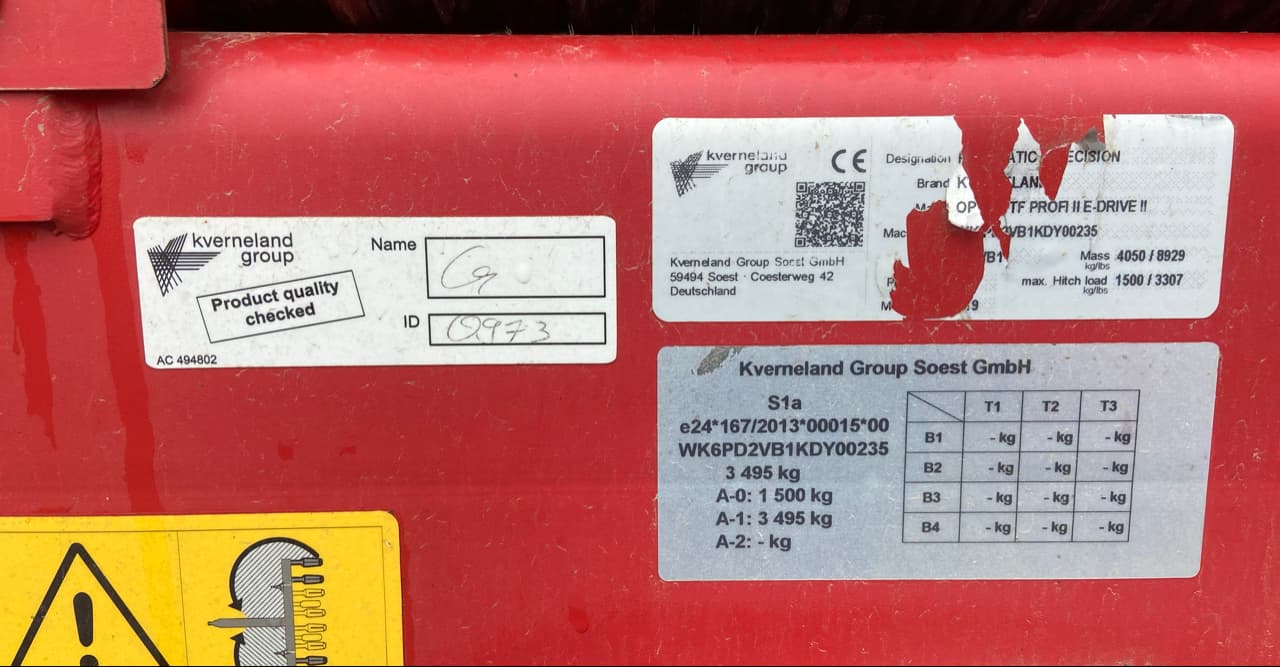 kverneland
group
Product quality
checked
Name
ID 0973
AC 494802
kverneland
group
CE
Kverneland Group Soest GmbH
59494 Soest · Coesterweg 42
Deutschland
Designation ATIC ECISION
Brand K LAN
OP TF PROFI II E-DRIVE II
Mac VB1KDY00235
VB1 Mass 4050 / 8929
kg/lbs
max. Hitch load 1500 / 3307
kg/lbs
Kverneland Group Soest GmbH
S1a
e24*167/2013*00015*00
WK6PD2VB1KDY00235
3 495 kg
A-0: 1 500 kg
A-1: 3 495 kg
A-2: - kg
T1 T2 T3
B1 - kg - kg - kg
B2 - kg - kg - kg
B3 - kg - kg - kg
B4 - kg - kg - kg